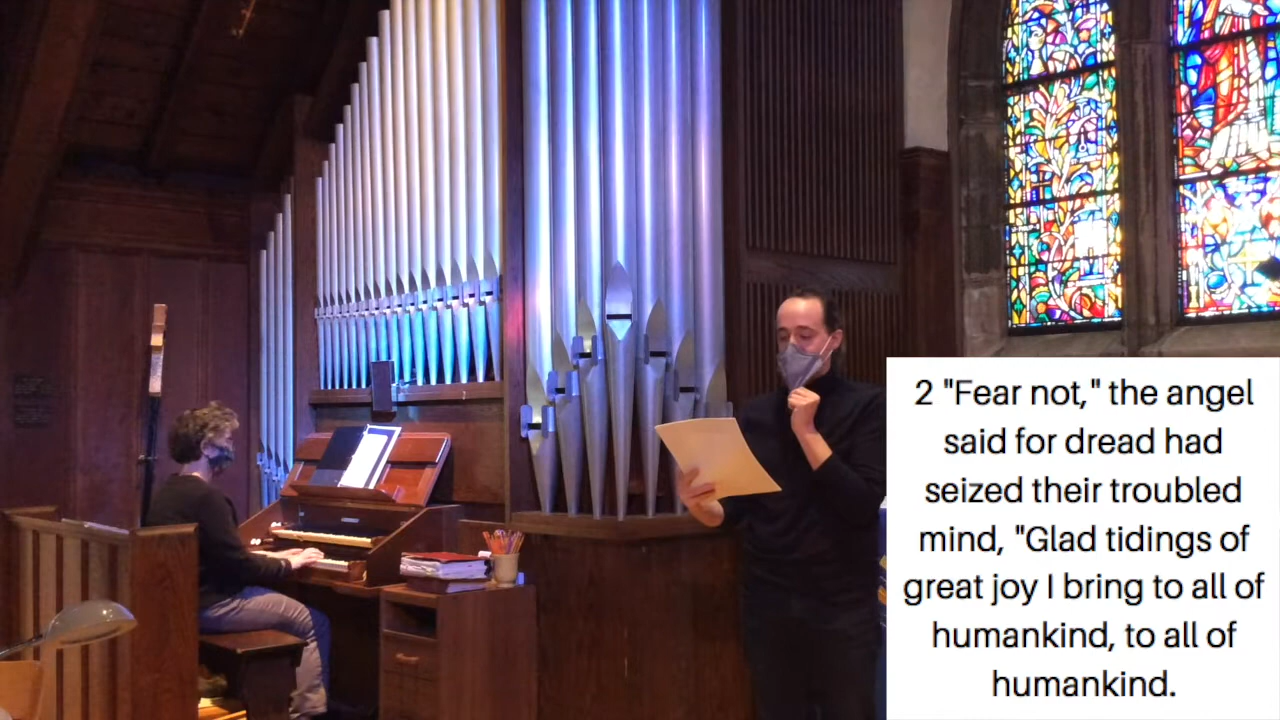 2 "Fear not," the angel
said for dread had
seized their troubled
mind, "Glad tidings of
great joy I bring to all of
humankind, to all of
humankind.